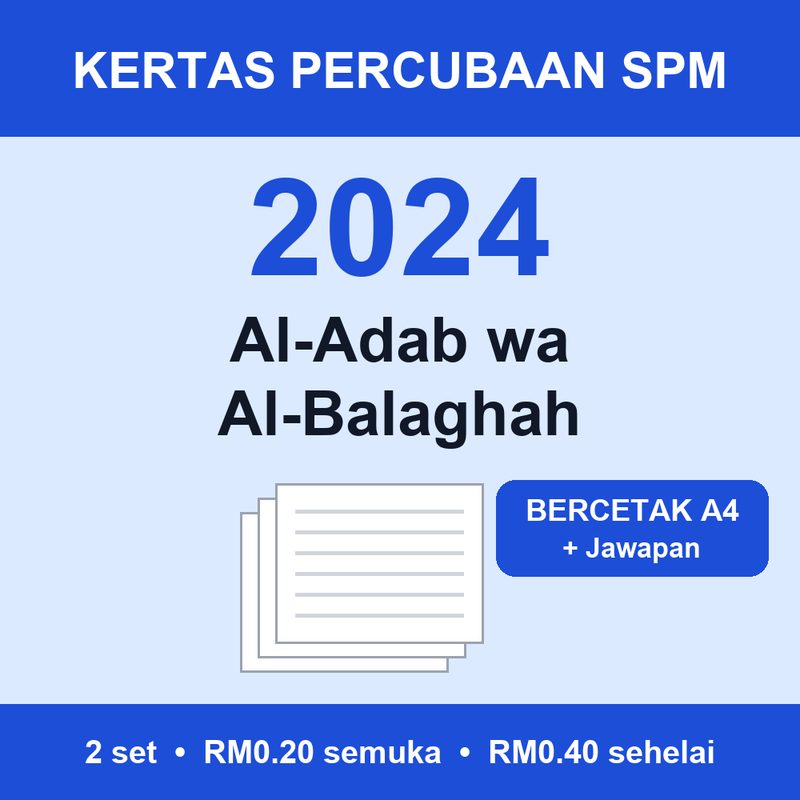 KERTAS PERCUBAAN SPM
2024
Al-Adab wa
Al-Balaghah
BERCETAK A4
+ Jawapan
2 set • RM0.20 semuka • RM0.40 sehelai